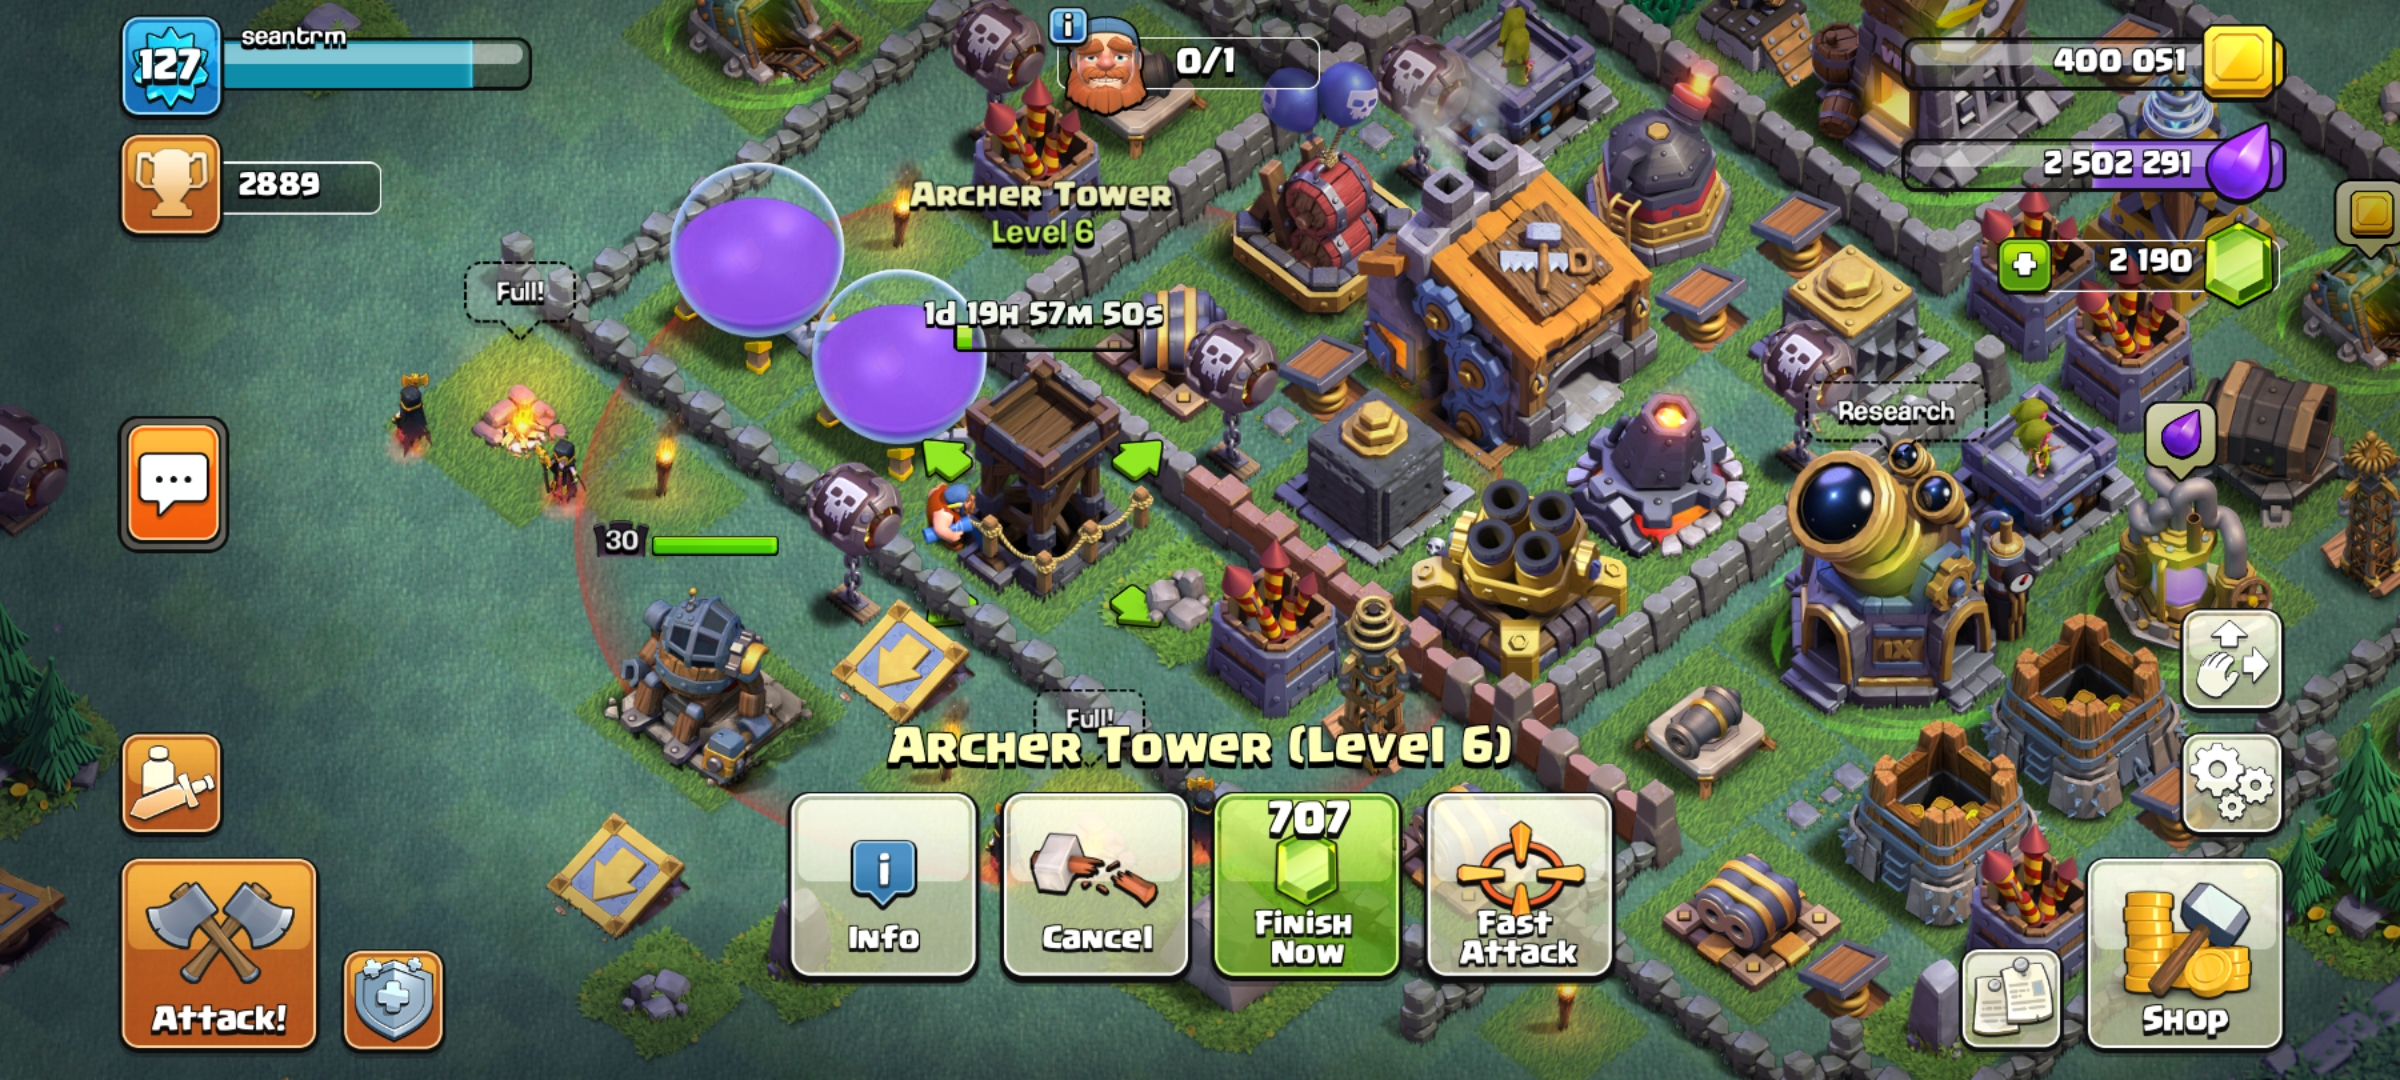 127
seantrm
0/1
400 051
2889
2 502 291
Archer Tower
Level 6
2 190
Full!
1d 19H 57M 50s
Research
30
IX
Full!
Archer Tower (Level 6)
707
Info
Cancel
Finish
Now
Fast
Attack
Attack!
Shop